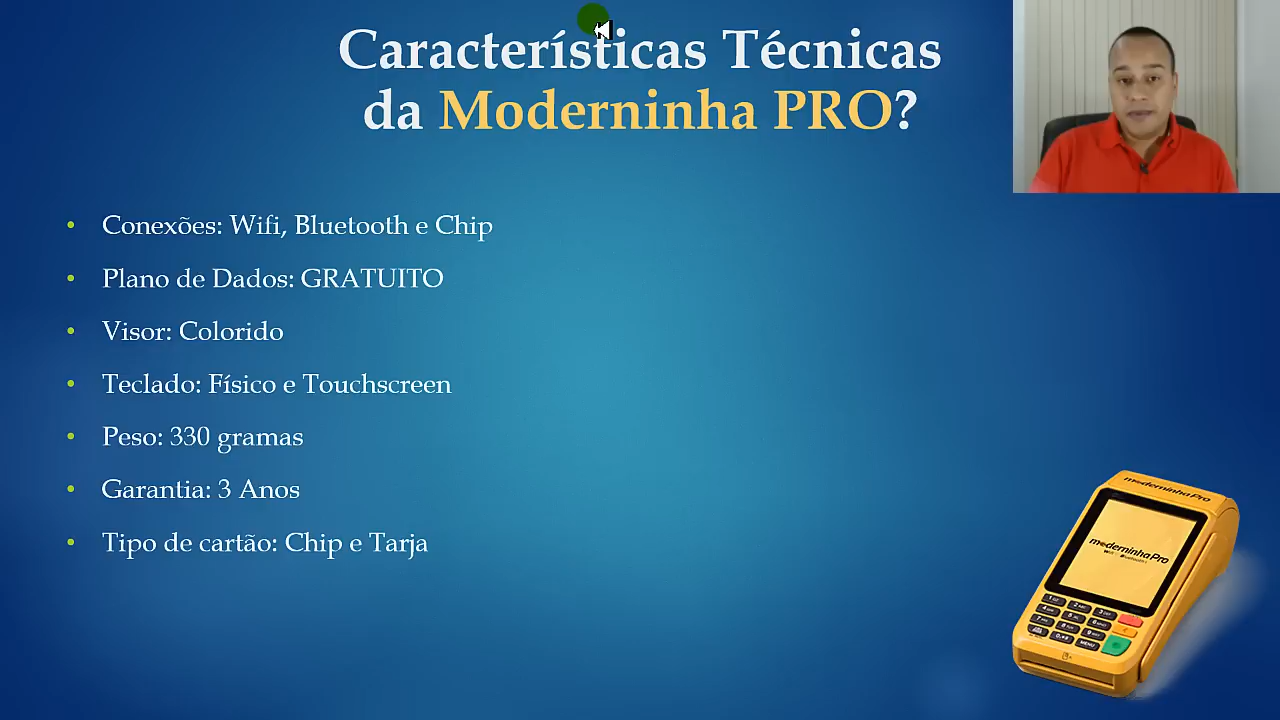 Características Técnicas
da Moderninha PRO?
• Conexões: Wifi, Bluetooth e Chip
• Plano de Dados: GRATUITO
• Visor: Colorido
• Teclado: Físico e Touchscreen
• Peso: 330 gramas
• Garantia: 3 Anos
• Tipo de cartão: Chip e Tarja
moderninha Pro
moderninha Pro